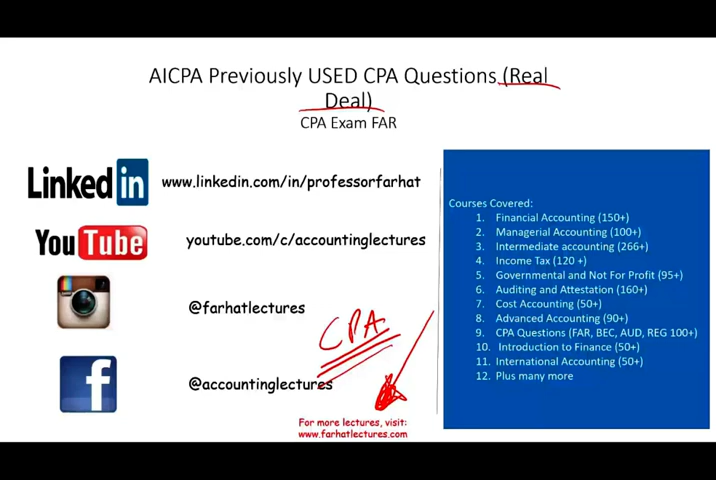 AICPA Previously USED CPA Questions (Real
Deal)
CPA Exam FAR
Linked in
www.linkedin.com/in/professorfarhat
YouTube
youtube.com/c/accountinglectures
@farhatlectures
CPA
f
@accountinglectures
For more lectures, visit:
www.farhatlectures.com
Courses Covered:
1. Financial Accounting (150+)
2. Managerial Accounting (100+)
3. Intermediate accounting (266+)
4. Income Tax (120 +)
5. Governmental and Not For Profit (95+)
6. Auditing and Attestation (160+)
7. Cost Accounting (50+)
8. Advanced Accounting (90+)
9. CPA Questions (FAR, BEC, AUD, REG 100+)
10. Introduction to Finance (50+)
11. International Accounting (50+)
12. Plus many more